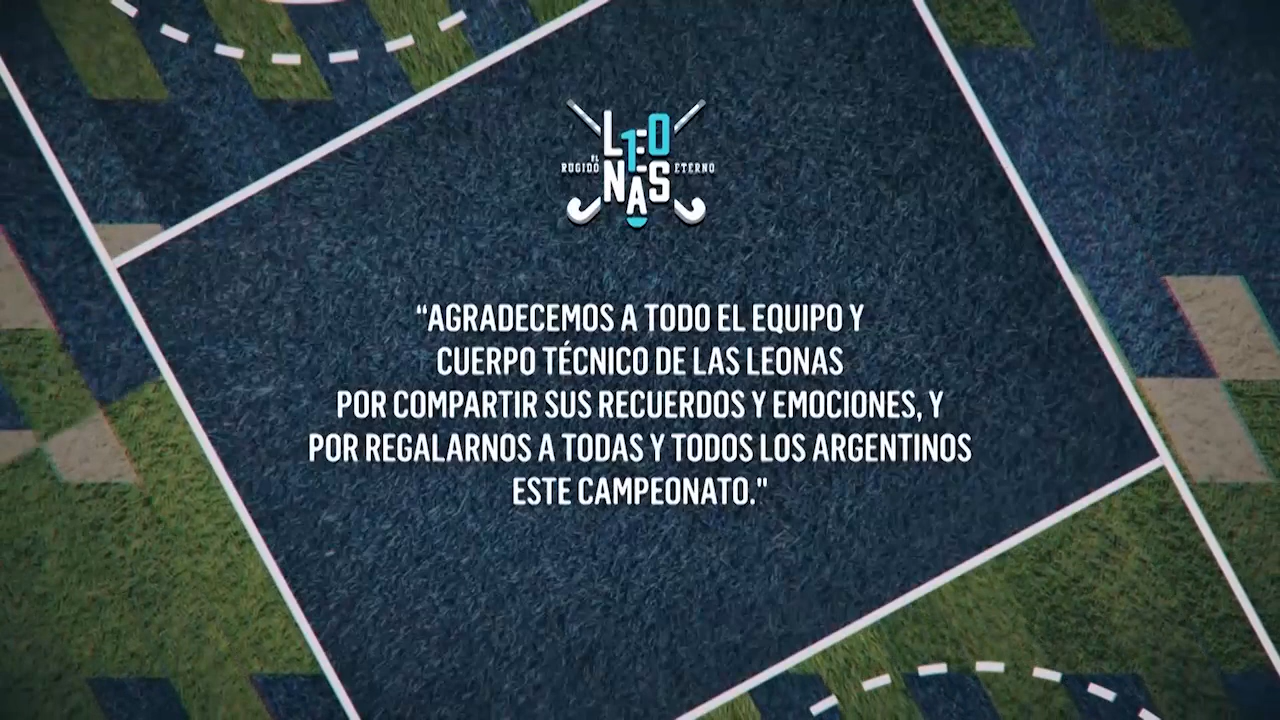 LEO
EL
RUGIDO
ETERNO
NAS
“AGRADECEMOS A TODO EL EQUIPO Y
CUERPO TÉCNICO DE LAS LEONAS
POR COMPARTIR SUS RECUERDOS Y EMOCIONES, Y
POR REGALARNOS A TODAS Y TODOS LOS ARGENTINOS
ESTE CAMPEONATO."